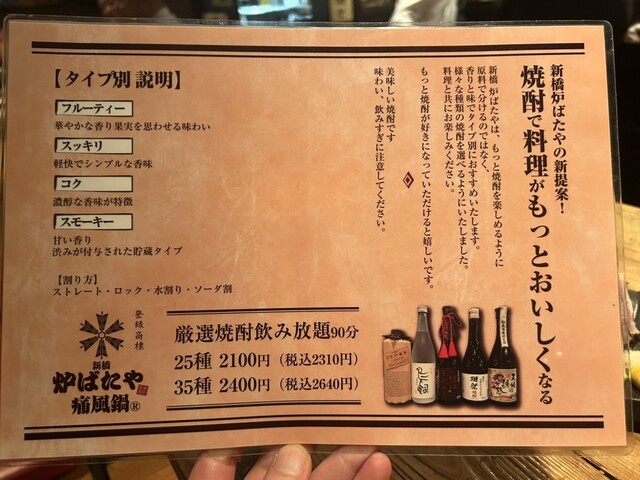 新橋炉ばたやの新提案！
焼酎で料理がもっとおいしくなる
新橋 炉ばたやは、もっと焼酎を楽しめるように
原料で分けるのではなく、
香りと味でタイプ別におすすめいたします。
様々な種類の焼酎を選べるようにいたしました。
料理と共にお楽しみください。
もっと焼酎が好きになっていただけると嬉しいです。
美味しい焼酎です
味わい、飲みすぎに注意してください。
【タイプ別 説明】
フルーティー
華やかな香り果実を思わせる味わい
スッキリ
軽快でシンプルな香味
コク
濃醇な香味が特徴
スモーキー
甘い香り
渋みが付与された貯蔵タイプ
【割り方】
ストレート・ロック・水割り・ソーダ割
登録商標
新橋
炉ばたや
痛風鍋®
厳選焼酎飲み放題90分
25種 2100円（税込2310円）
35種 2400円（税込2640円）